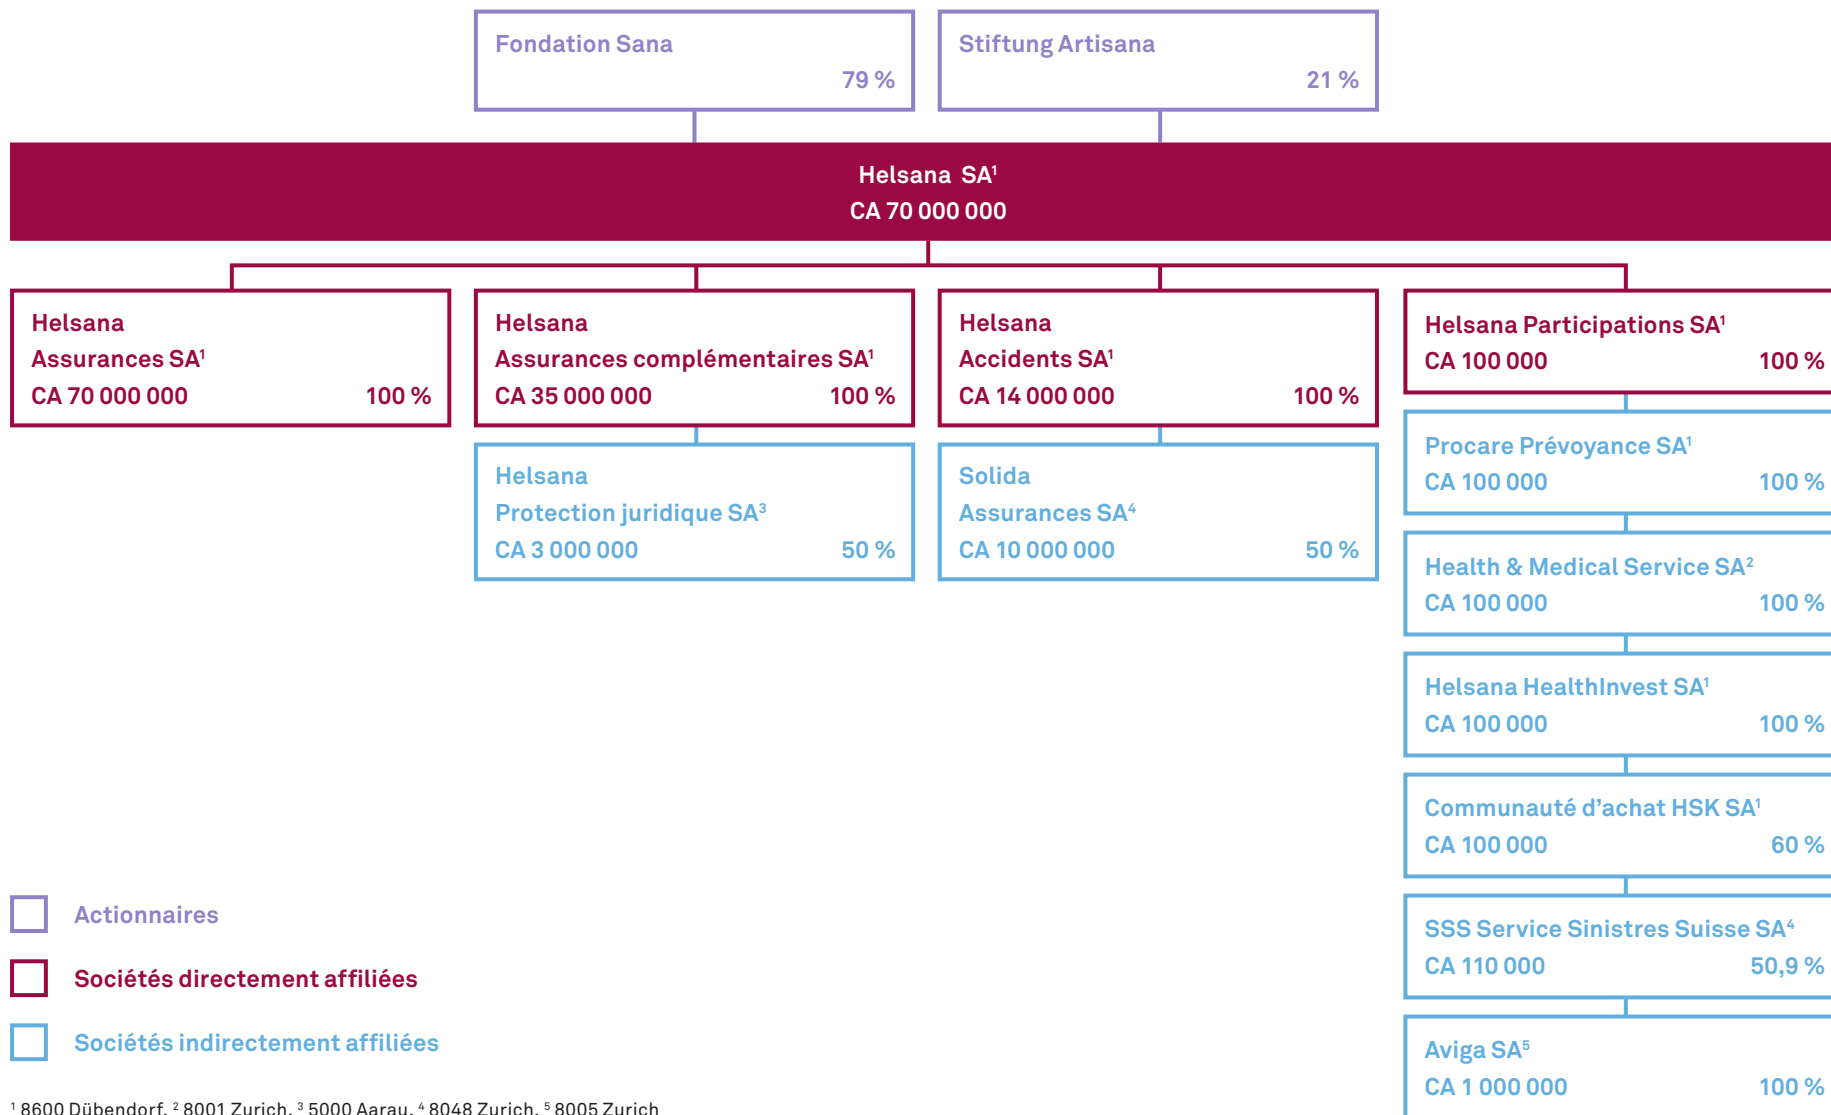 Fondation Sana
79 %
Stiftung Artisana
21 %
Helsana SA¹
CA 70 000 000
Helsana
Assurances SA¹
CA 70 000 000 100 %
Helsana
Assurances complémentaires SA¹
CA 35 000 000 100 %
Helsana
Accidents SA¹
CA 14 000 000 100 %
Helsana Participations SA¹
CA 100 000 100 %
Helsana
Protection juridique SA³
CA 3 000 000 50 %
Solida
Assurances SA⁴
CA 10 000 000 50 %
Procare Prévoyance SA¹
CA 100 000 100 %
Health & Medical Service SA²
CA 100 000 100 %
Helsana HealthInvest SA¹
CA 100 000 100 %
Communauté d’achat HSK SA¹
CA 100 000 60 %
SSS Service Sinistres Suisse SA⁴
CA 110 000 50,9 %
Aviga SA⁵
CA 1 000 000 100 %
Actionnaires
Sociétés directement affiliées
Sociétés indirectement affiliées
¹ 8600 Dübendorf, ² 8001 Zurich, ³ 5000 Aarau, ⁴ 8048 Zurich, ⁵ 8005 Zurich